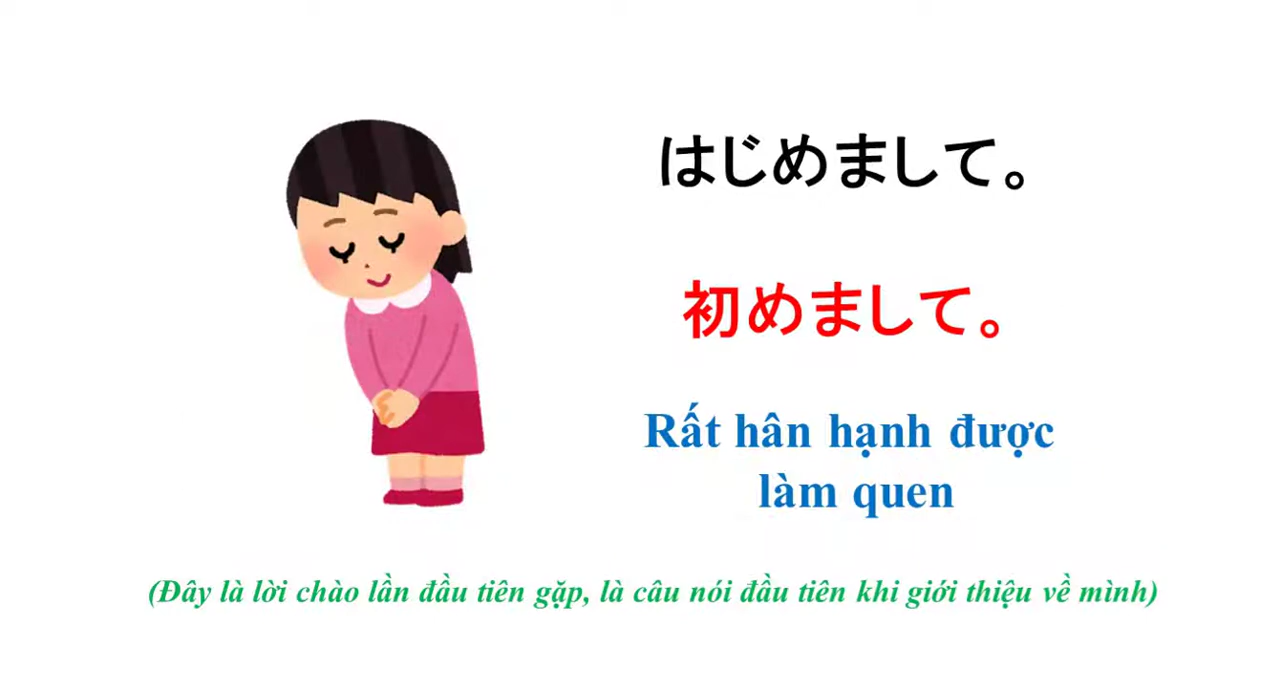 はじめまして。
初めまして。
Rất hân hạnh được
làm quen
(Đây là lời chào lần đầu tiên gặp, là câu nói đầu tiên khi giới thiệu về mình)